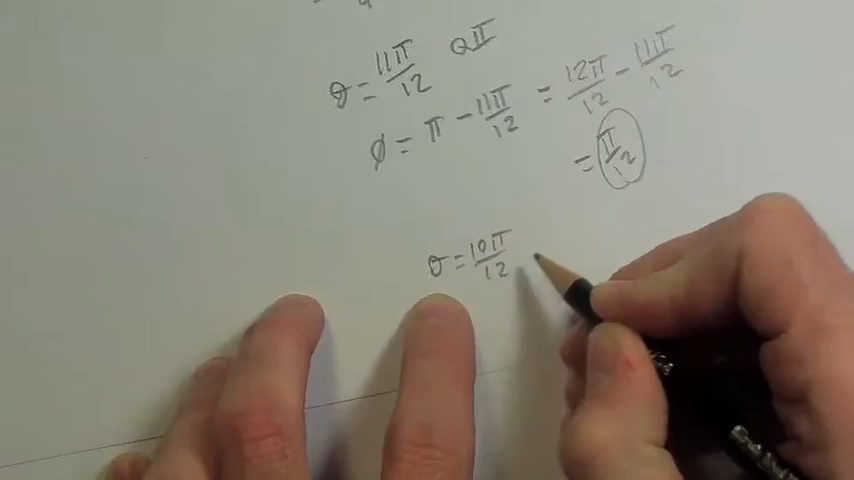 θ = 11π/12 QII
φ = π - 11π/12 = 12π/12 - 11π/12
= π/12
θ = 10π/12